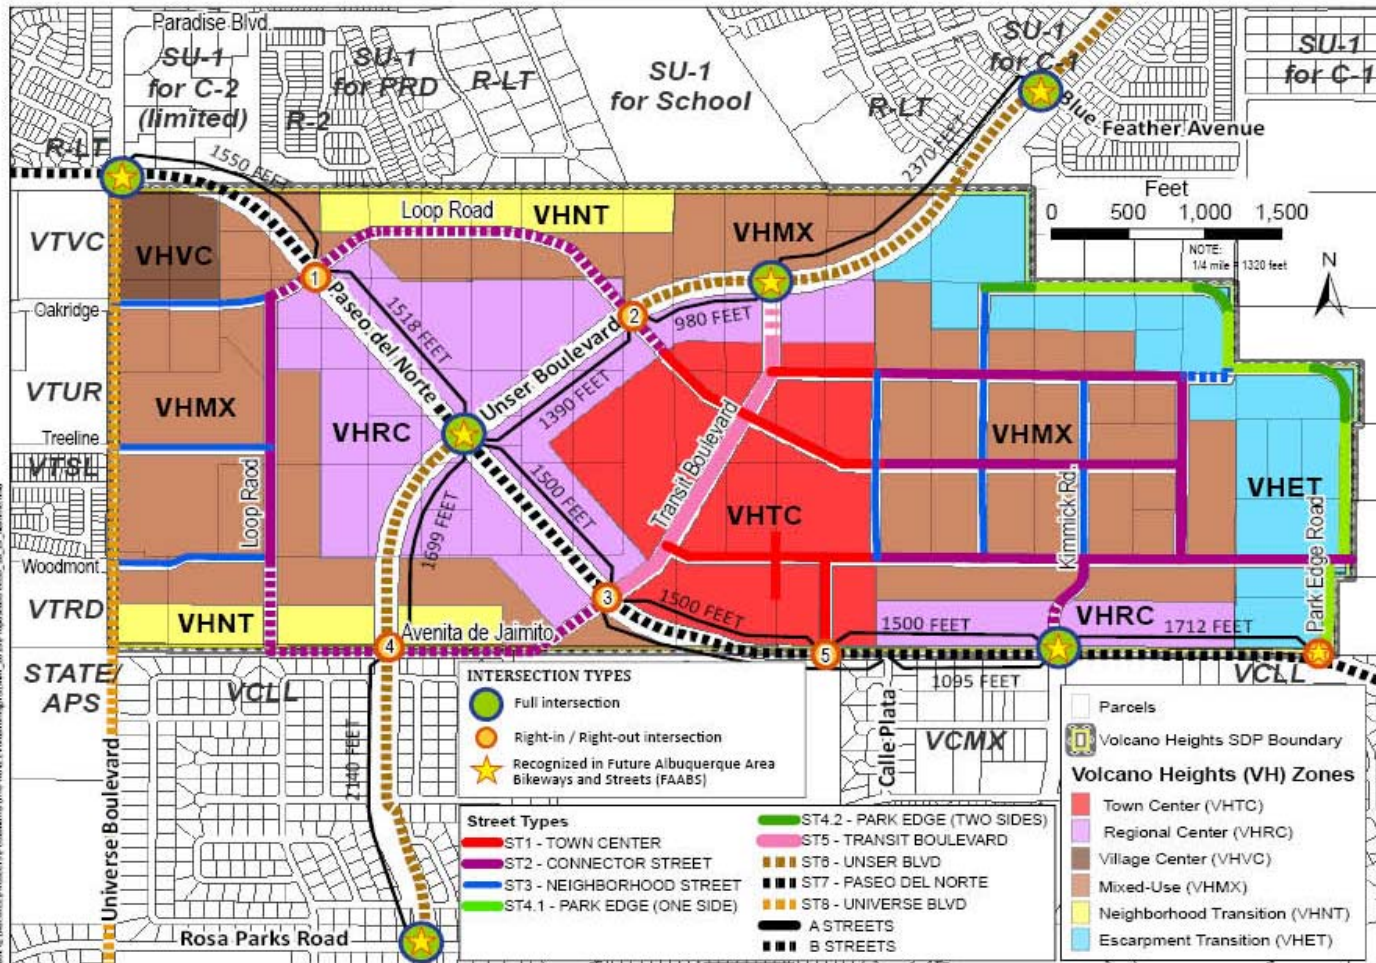 Paradise Blvd.
SU-1
for C-2
(limited)
SU-1
for PRD
R-2
R-LT
SU-1
for School
R-LT
SU-1
for C-1
SU-1
for C-1
Blue
Feather Avenue
R-LT
1550 FEET
2370 FEET
Feet
0 500 1,000 1,500
NOTE:
1/4 mile = 1320 feet
N
VTVC
VHVC
Loop Road
VHNT
VHMX
Oakridge
1
Paseo del Norte
1518 FEET
2
980 FEET
Unser Boulevard
1390 FEET
VTUR
VHMX
VHRC
Transit Boulevard
VHMX
Treeline
VTSL
Loop Raod
1500 FEET
1699 FEET
VHTC
Kimmick Rd.
VHET
Park Edge Road
Woodmont
VTRD
VHNT
3
1500 FEET
1500 FEET
VHRC
1712 FEET
Avenita de Jaimito
4
5
STATE/
APS
VCLL
1095 FEET
VCLL
Calle Plata
VCMX
2140 FEET
Universe Boulevard
Rosa Parks Road
INTERSECTION TYPES
Full intersection
Right-in / Right-out intersection
Recognized in Future Albuquerque Area
Bikeways and Streets (FAABS)
Street Types
ST1 - TOWN CENTER
ST2 - CONNECTOR STREET
ST3 - NEIGHBORHOOD STREET
ST4.1 - PARK EDGE (ONE SIDE)
ST4.2 - PARK EDGE (TWO SIDES)
ST5 - TRANSIT BOULEVARD
ST6 - UNSER BLVD
ST7 - PASEO DEL NORTE
ST8 - UNIVERSE BLVD
A STREETS
B STREETS
Parcels
Volcano Heights SDP Boundary
Volcano Heights (VH) Zones
Town Center (VHTC)
Regional Center (VHRC)
Village Center (VHVC)
Mixed-Use (VHMX)
Neighborhood Transition (VHNT)
Escarpment Transition (VHET)